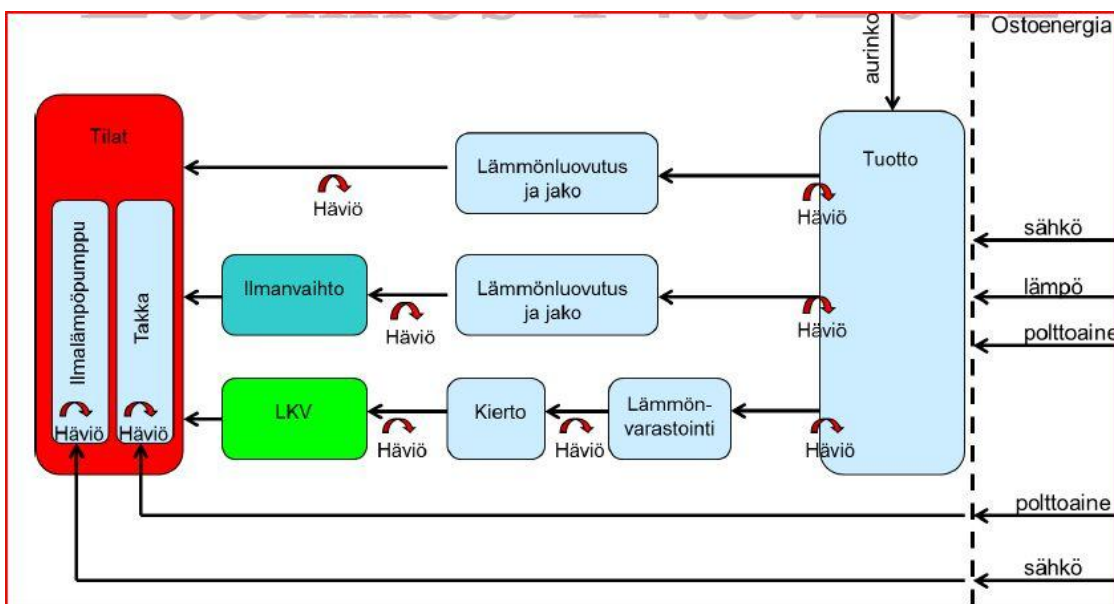 Ostoenergia
aurinko
Tilat
Lämmönluovutus
ja jako
Tuotto
Häviö
Häviö
sähkö
Ilmalämpöpumppu
Takka
Ilmanvaihto
Lämmönluovutus
ja jako
lämpö
Häviö
Häviö
polttoaine
LKV
Kierto
Lämmön-
varastointi
Häviö
Häviö
Häviö
Häviö
Häviö
polttoaine
sähkö